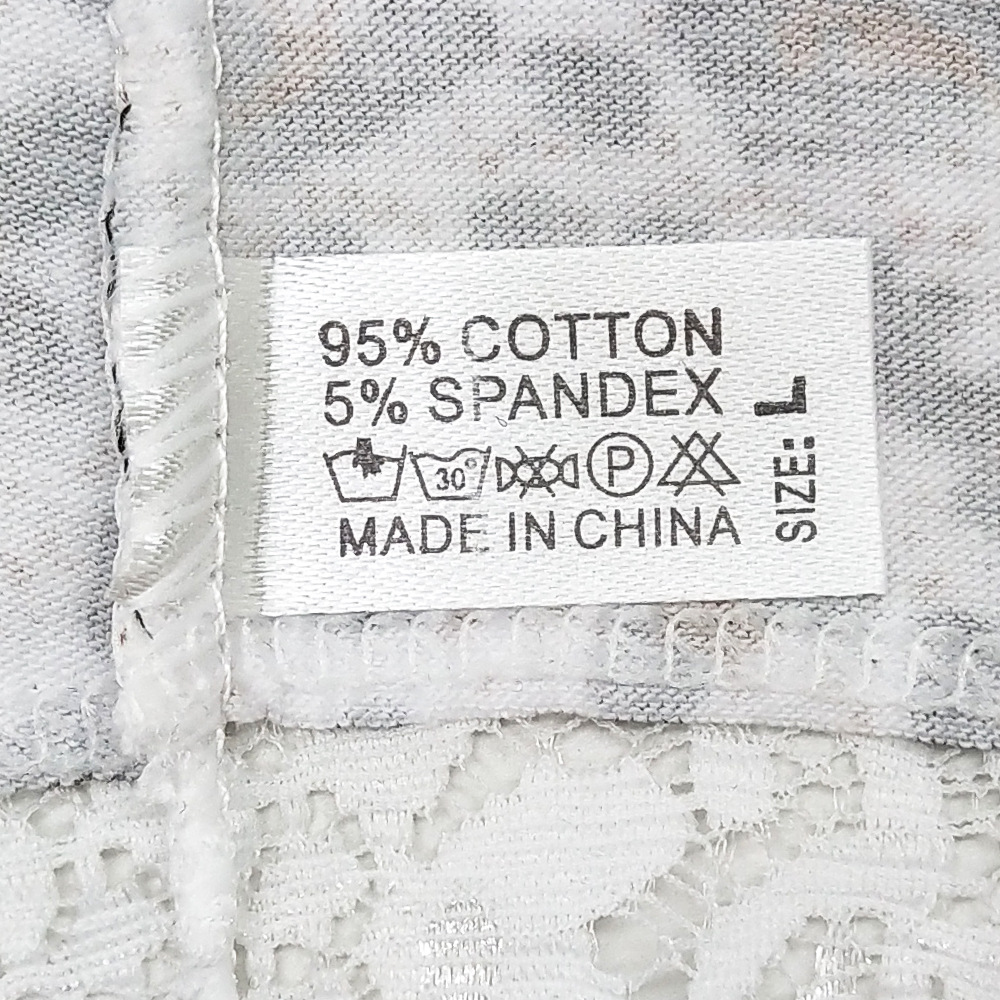 95% COTTON
5% SPANDEX
30°
P
MADE IN CHINA
SIZE: L